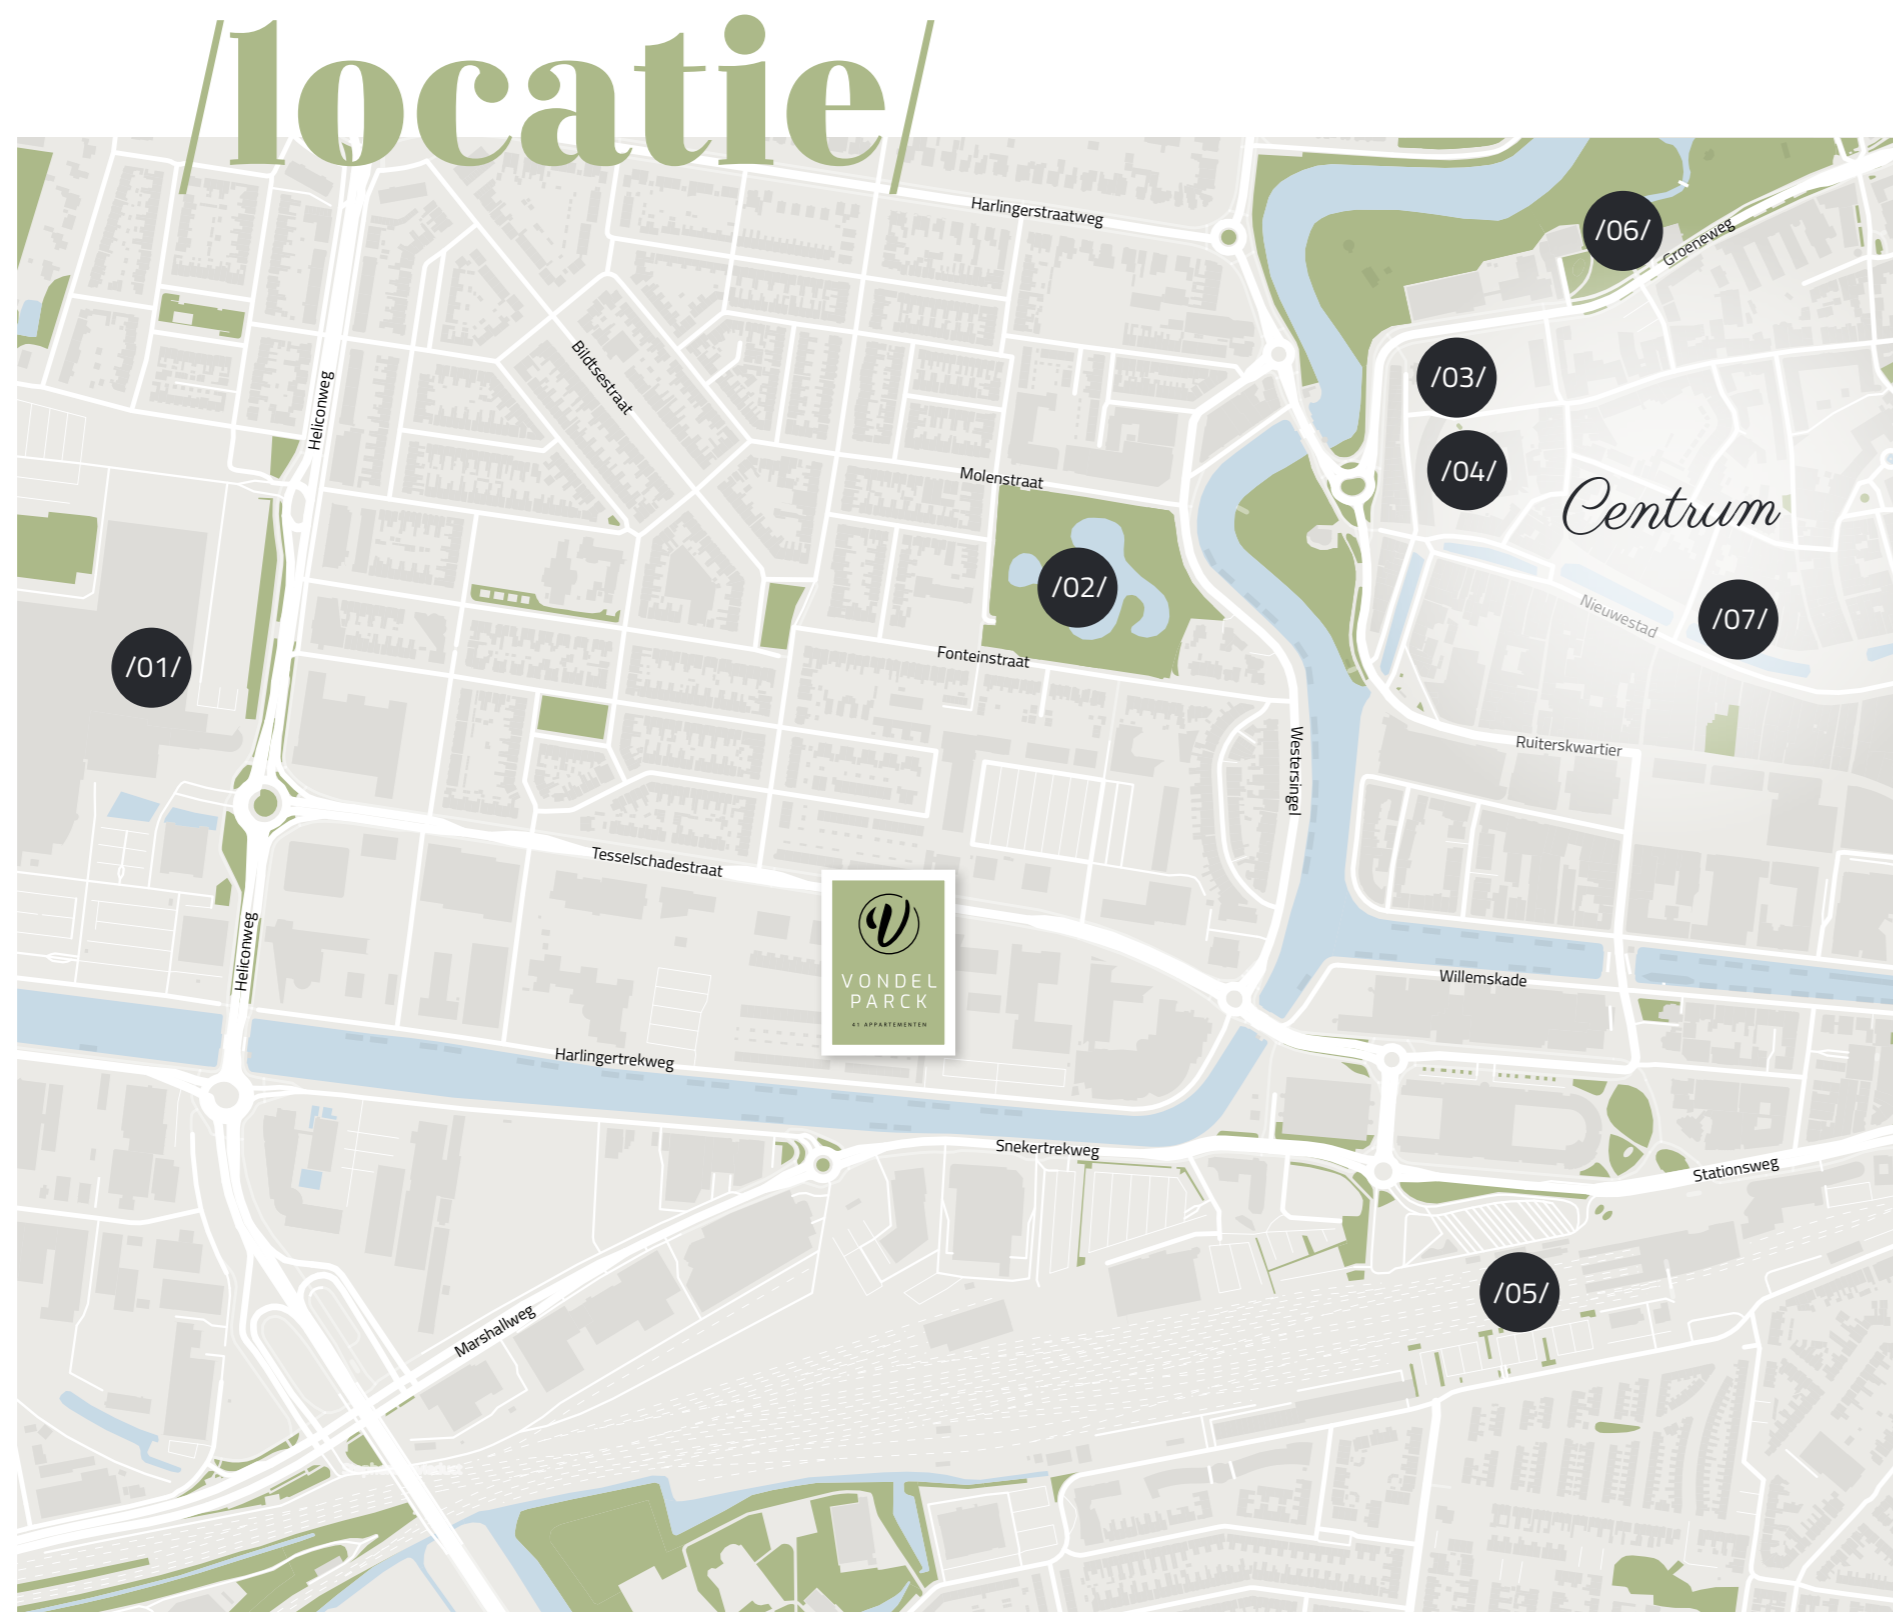 /locatie/
Harlingerstraatweg
/06/
Groeneweg
Heliconweg
Bildtsestraat
/03/
Molenstraat
/04/
Centrum
/02/
Nieuwestad
/07/
/01/
Fonteinstraat
Westersingel
Ruiterskwartier
Tesselschadestraat
Heliconweg
V
VONDEL
PARCK
41 APPARTEMENTEN
Willemskade
Harlingertrekweg
Snekertrekweg
Stationsweg
/05/
Marshallweg